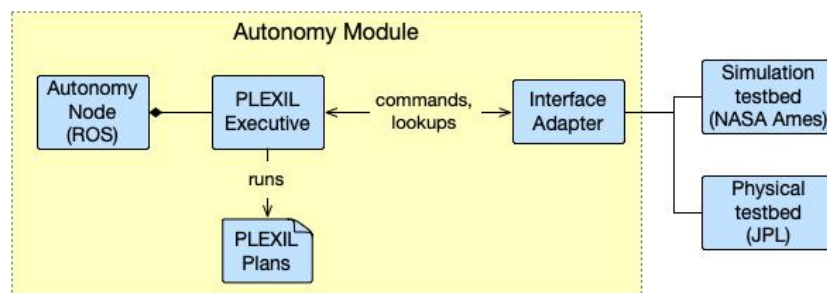 Autonomy Module
Autonomy
Node
(ROS)
PLEXIL
Executive
commands,
lookups
Interface
Adapter
Simulation
testbed
(NASA Ames)
runs
PLEXIL
Plans
Physical
testbed
(JPL)